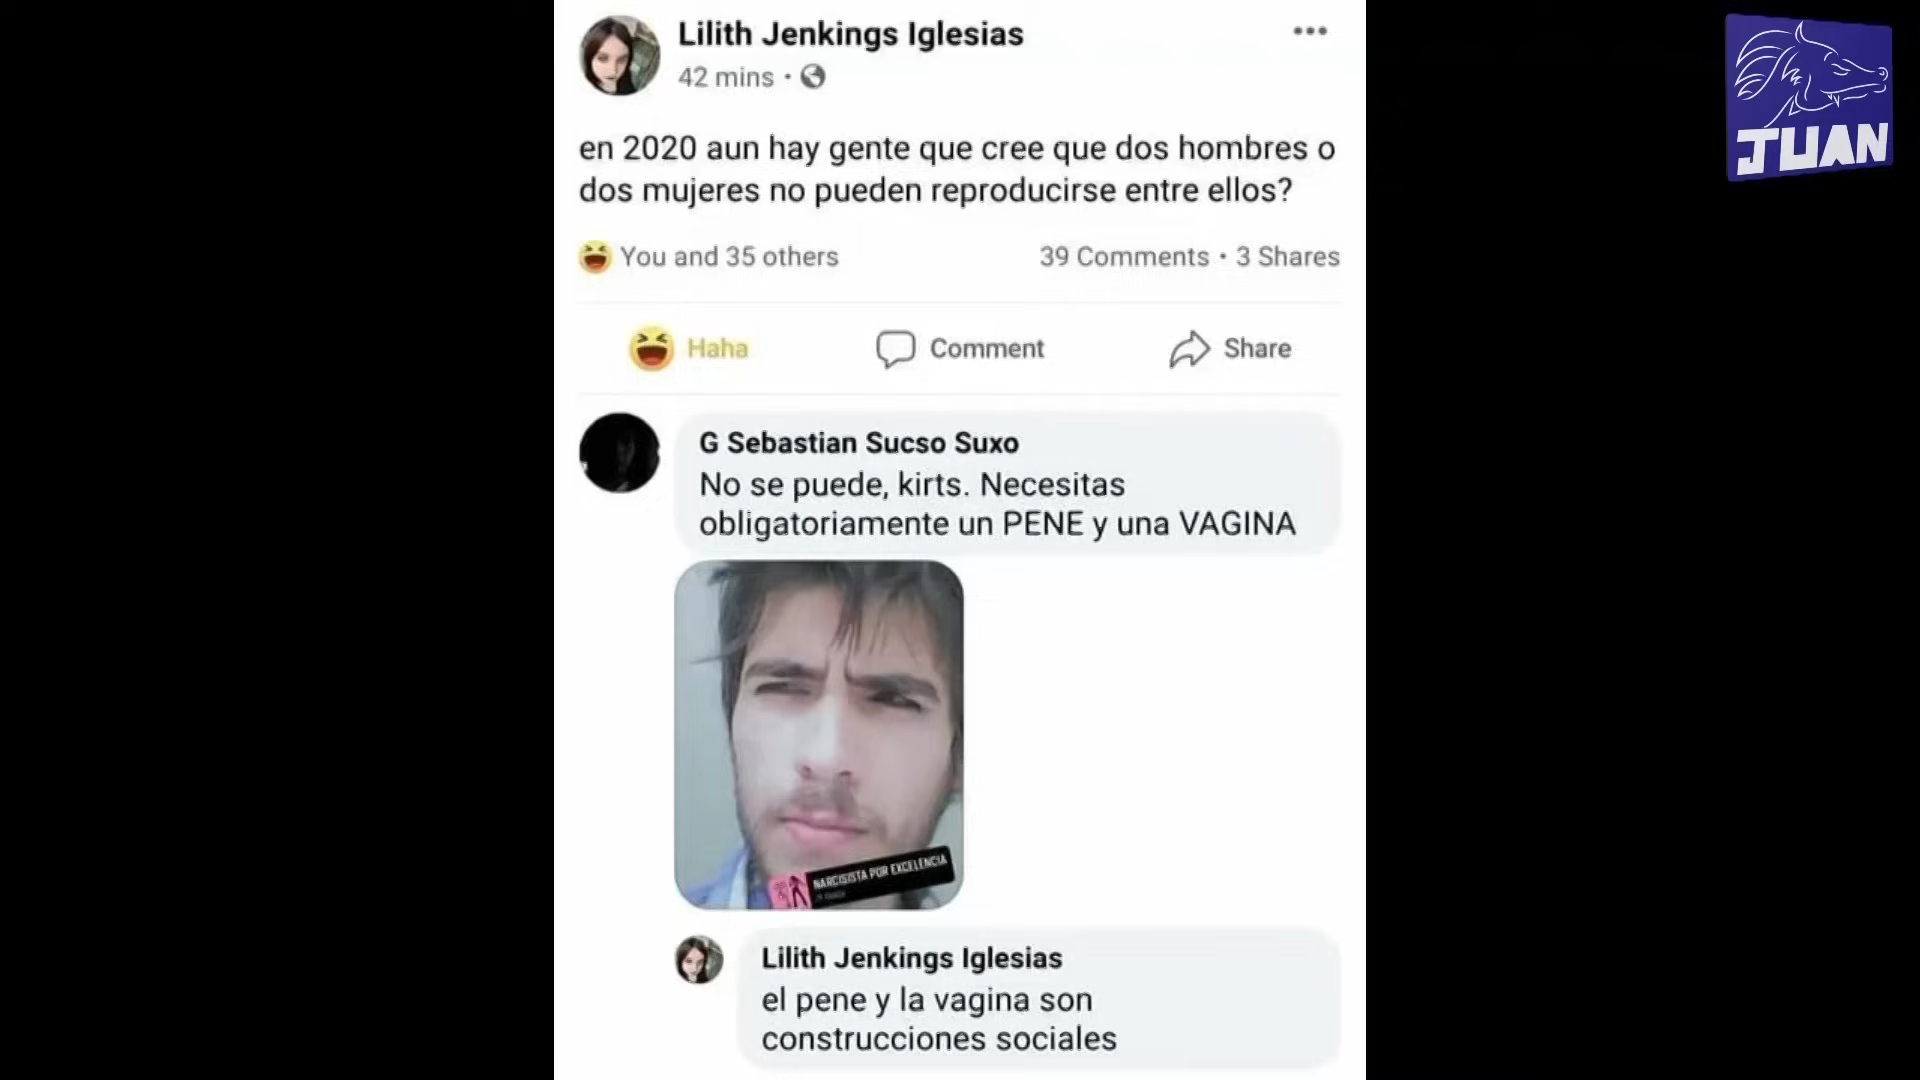 Lilith Jenkings Iglesias
42 mins •
JUAN
en 2020 aun hay gente que cree que dos hombres o
dos mujeres no pueden reproducirse entre ellos?
You and 35 others
39 Comments • 3 Shares
Haha
Comment
Share
G Sebastian Sucso Suxo
No se puede, kirts. Necesitas
obligatoriamente un PENE y una VAGINA
NARCISISTA POR EXCELENCIA
Lilith Jenkings Iglesias
el pene y la vagina son
construcciones sociales